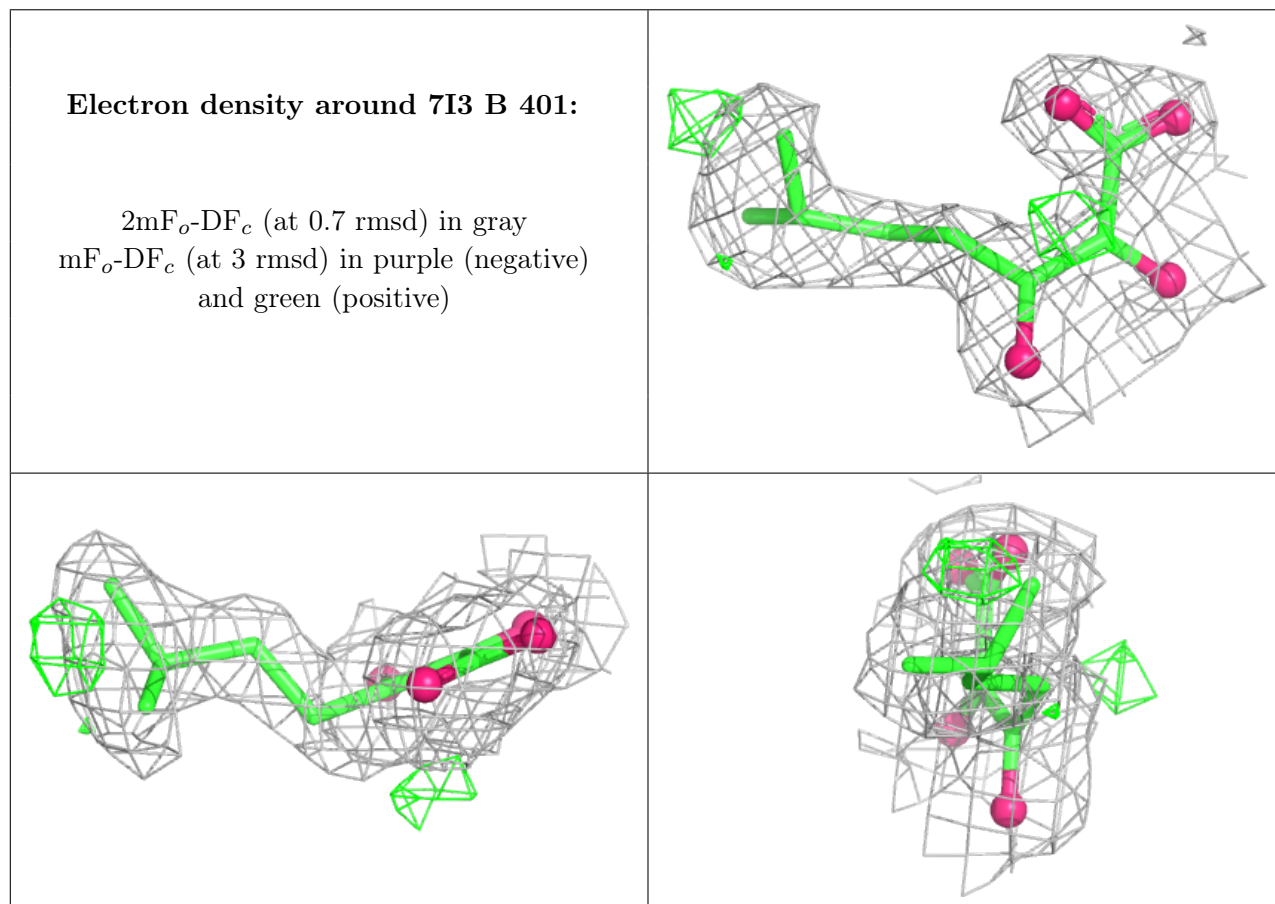 Electron density around 7I3 B 401:
2mFo-DFc (at 0.7 rmsd) in gray
mFo-DFc (at 3 rmsd) in purple (negative)
and green (positive)